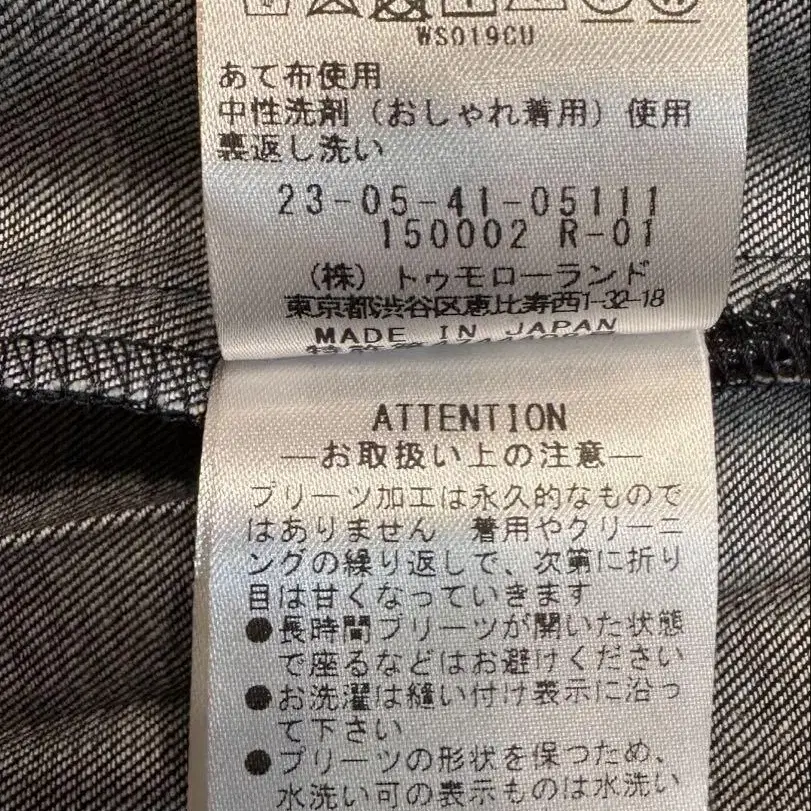 WS019CU
あて布使用
中性洗剤（おしゃれ着用）使用
裏返し洗い
23-05-41-05111
150002 R-01
（株）トゥモローランド
東京都渋谷区恵比寿西1-32-18
MADE IN JAPAN
ATTENTION
―お取扱い上の注意―
プリーツ加工は永久的なもので
はありません 着用やクリーニ
ングの繰り返しで、次第に折り
目は甘くなっていきます
●長時間プリーツが開いた状態
で座るなどはお避けください
●お洗濯は縫い付け表示に沿っ
て下さい
●プリーツの形状を保つため、
水洗い可の表示ものは水洗い